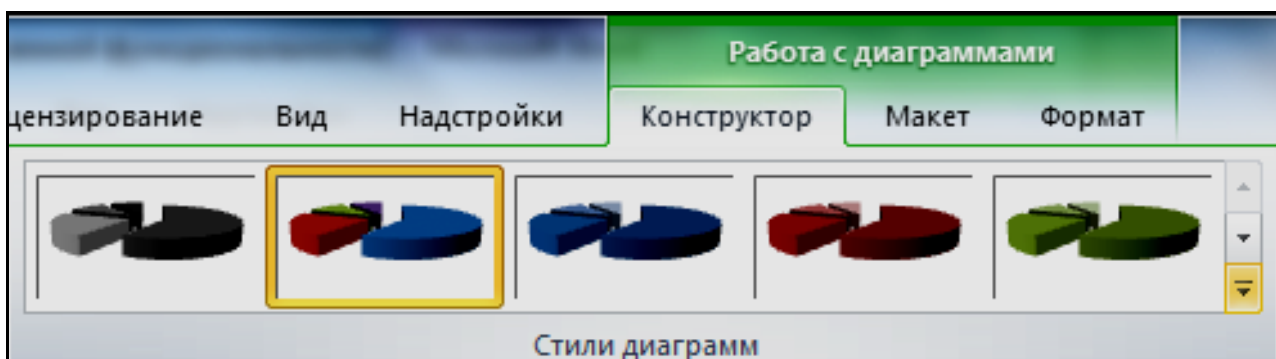 Работа с диаграммами
цензирование Вид Надстройки Конструктор Макет Формат
Стили диаграмм